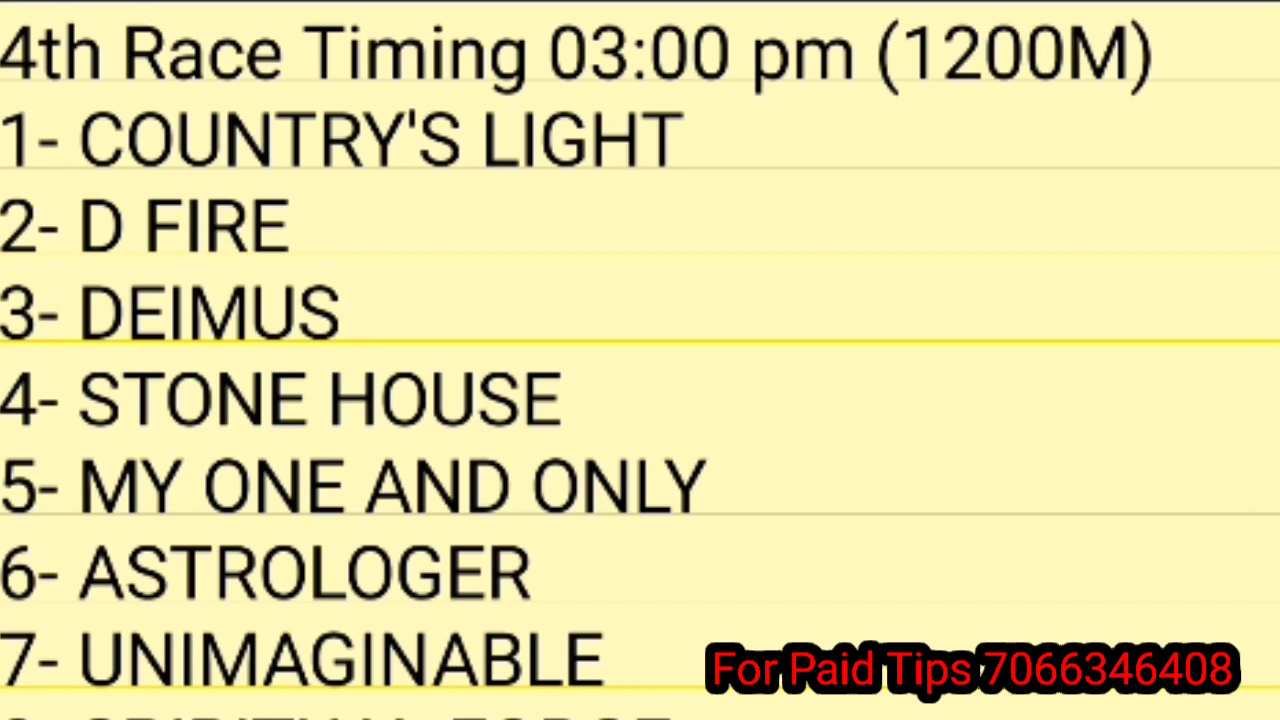 4th Race Timing 03:00 pm (1200M)
1- COUNTRY'S LIGHT
2- D FIRE
3- DEIMUS
4- STONE HOUSE
5- MY ONE AND ONLY
6- ASTROLOGER
7- UNIMAGINABLE
For Paid Tips 7066346408